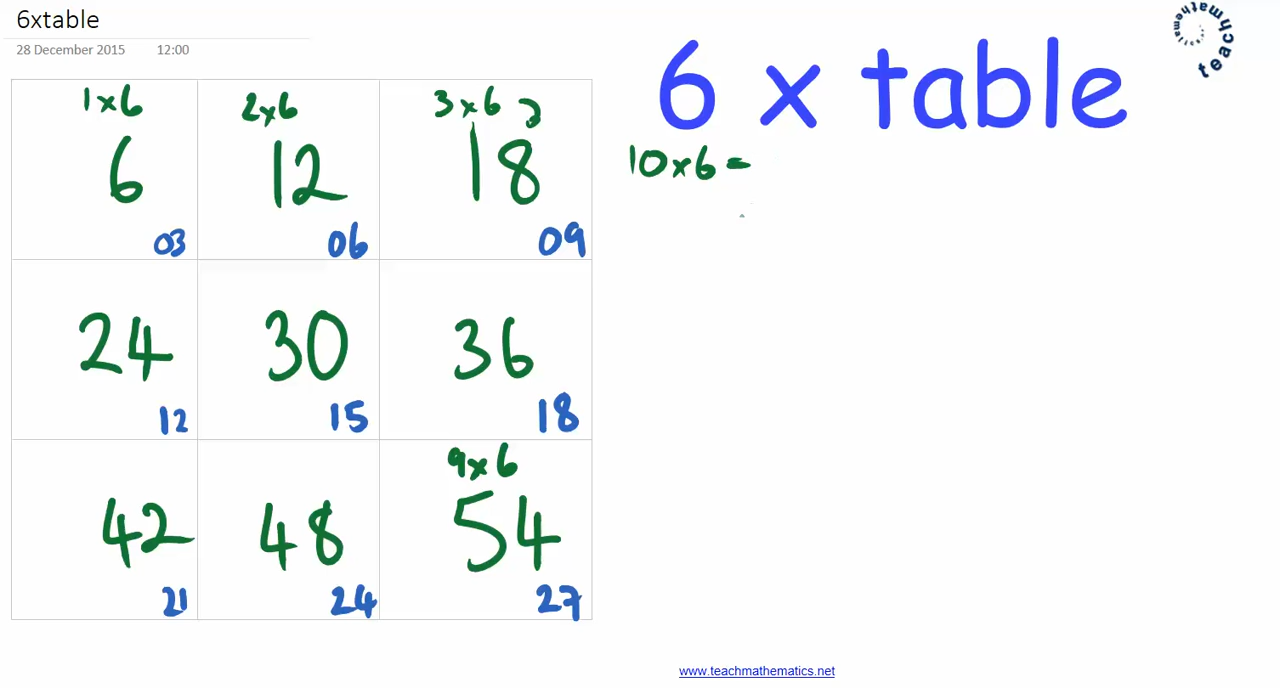 6xtable
28 December 2015 12:00
teachmathematics
6 x table
10x6=
1x6 2x6 3x6
6 12 18
03 06 09
24 30 36
12 15 18
9x6
42 48 54
21 24 27
www.teachmathematics.net